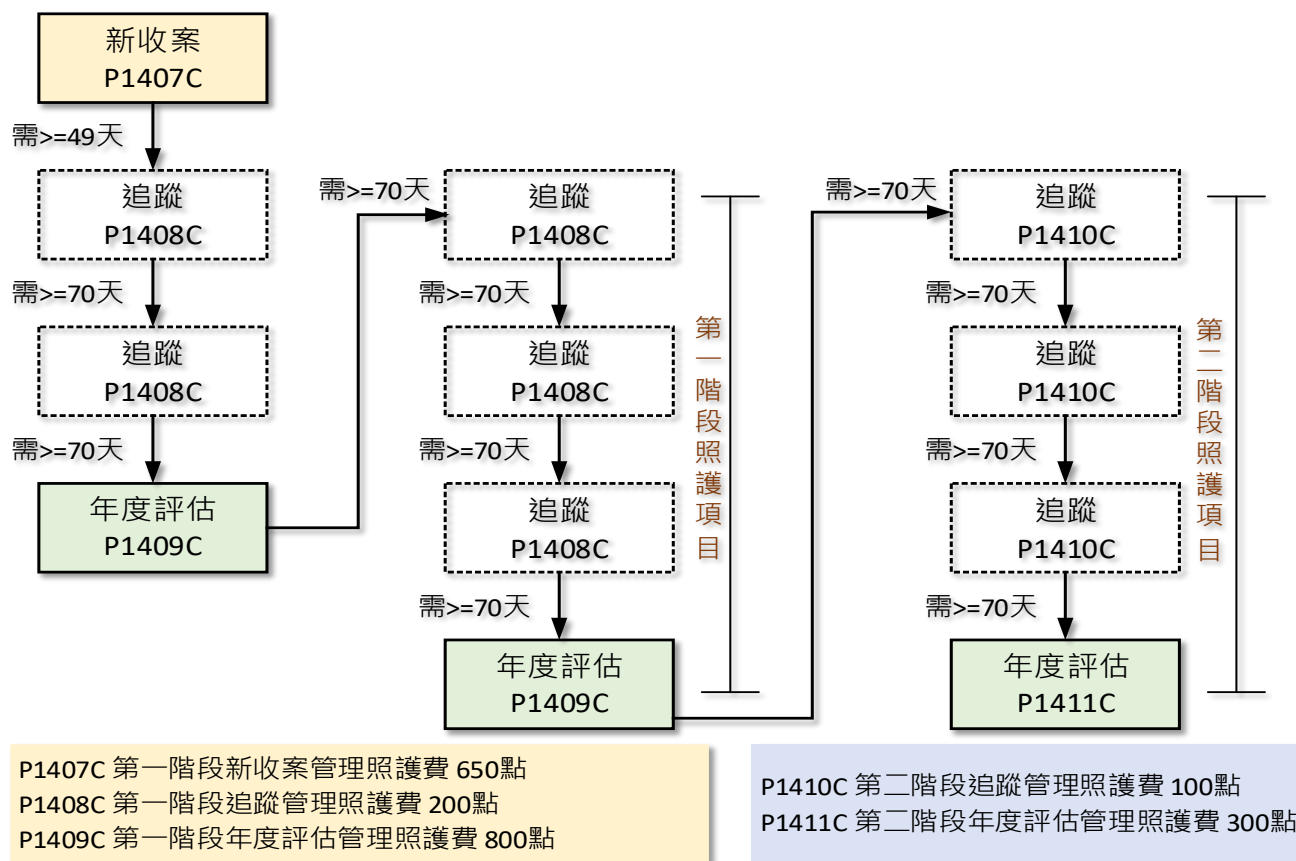 新收案
P1407C
需>=49天
追蹤
P1408C
需>=70天
追蹤
P1408C
需>=70天
年度評估
P1409C
需>=70天
追蹤
P1408C
需>=70天
追蹤
P1408C
需>=70天
追蹤
P1408C
需>=70天
年度評估
P1409C
第一階段照護項目
需>=70天
追蹤
P1410C
需>=70天
追蹤
P1410C
需>=70天
追蹤
P1410C
需>=70天
年度評估
P1411C
第二階段照護項目
P1407C 第一階段新收案管理照護費 650點
P1408C 第一階段追蹤管理照護費 200點
P1409C 第一階段年度評估管理照護費 800點
P1410C 第二階段追蹤管理照護費 100點
P1411C 第二階段年度評估管理照護費 300點